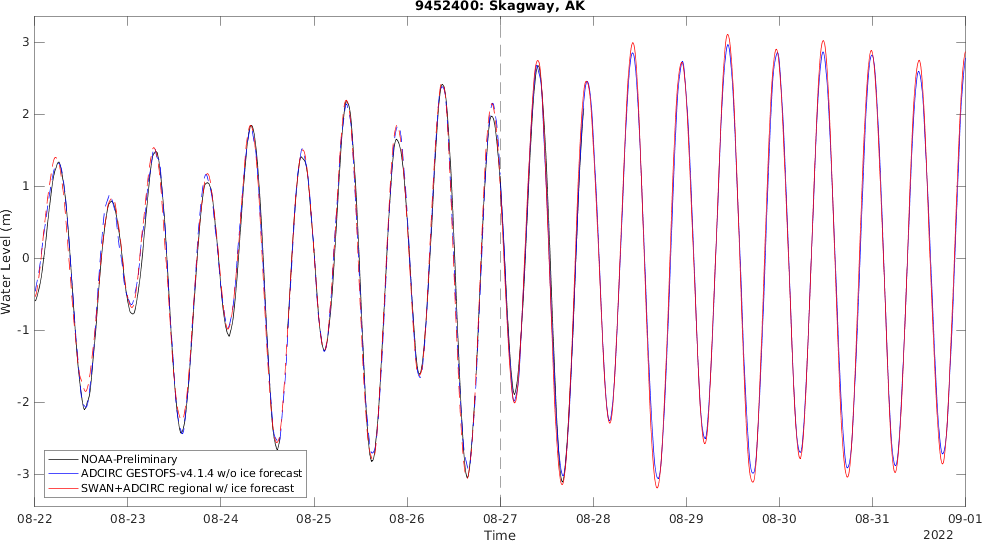 9452400: Skagway, AK
Water Level (m)
3
2
1
0
-1
-2
-3
NOAA-Preliminary
ADCIRC GESTOFS-v4.1.4 w/o ice forecast
SWAN+ADCIRC regional w/ ice forecast
08-22 08-23 08-24 08-25 08-26 08-27 08-28 08-29 08-30 08-31 09-01
Time
2022